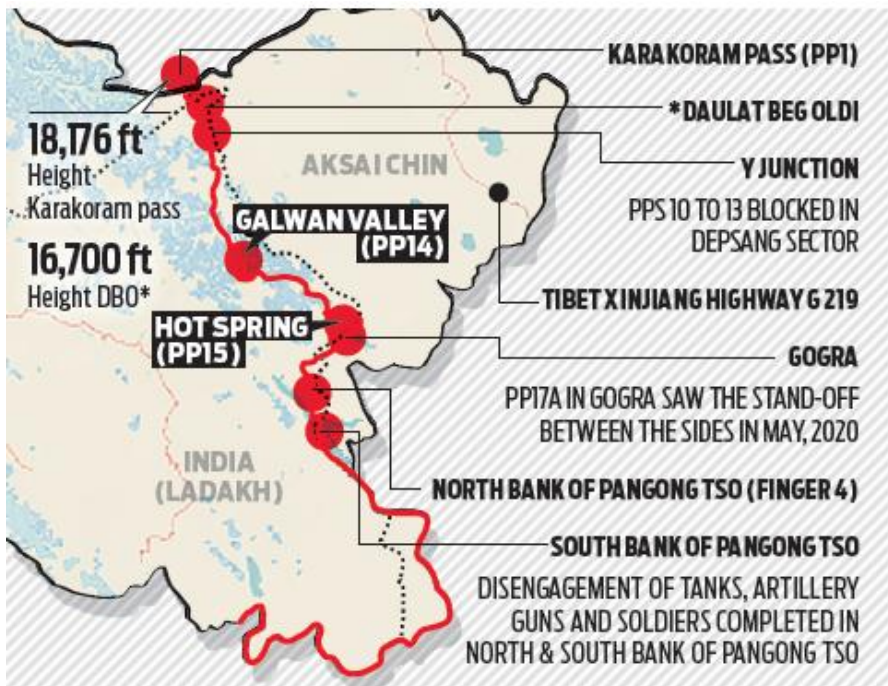 KARAKORAM PASS (PP1)
*DAULAT BEG OLDI
Y JUNCTION
PPS 10 TO 13 BLOCKED IN
DEPSANG SECTOR
TIBET XINJIANG HIGHWAY G 219
GOGRA
PP17A IN GOGRA SAW THE STAND-OFF
BETWEEN THE SIDES IN MAY, 2020
NORTH BANK OF PANGONG TSO (FINGER 4)
SOUTH BANK OF PANGONG TSO
DISENGAGEMENT OF TANKS, ARTILLERY
GUNS AND SOLDIERS COMPLETED IN
NORTH & SOUTH BANK OF PANGONG TSO
18,176 ft
Height
Karakoram pass
16,700 ft
Height DBO*
AKSAI CHIN
GALWAN VALLEY
(PP14)
HOT SPRING
(PP15)
INDIA
(LADAKH)